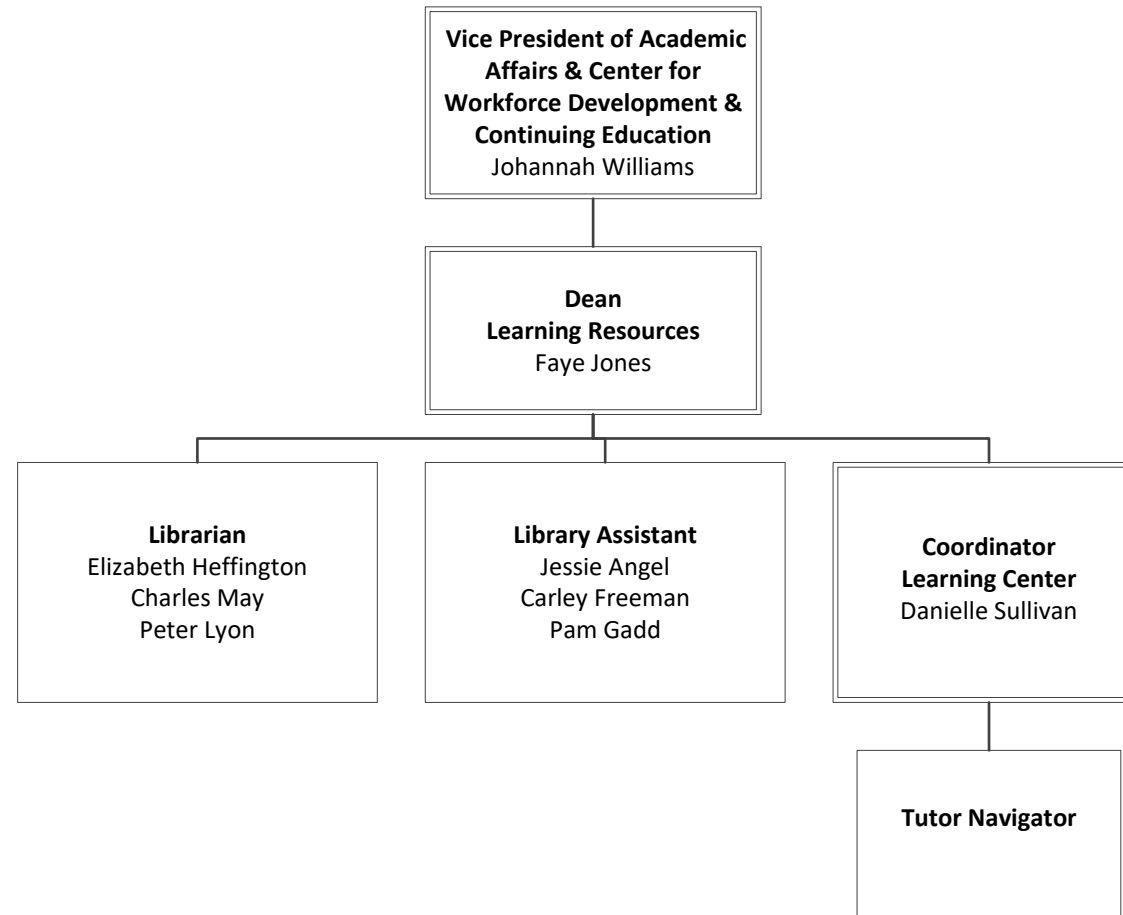 Vice President of Academic
Affairs & Center for
Workforce Development &
Continuing Education
Johannah Williams
Dean
Learning Resources
Faye Jones
Librarian
Elizabeth Heffington
Charles May
Peter Lyon
Library Assistant
Jessie Angel
Carley Freeman
Pam Gadd
Coordinator
Learning Center
Danielle Sullivan
Tutor Navigator